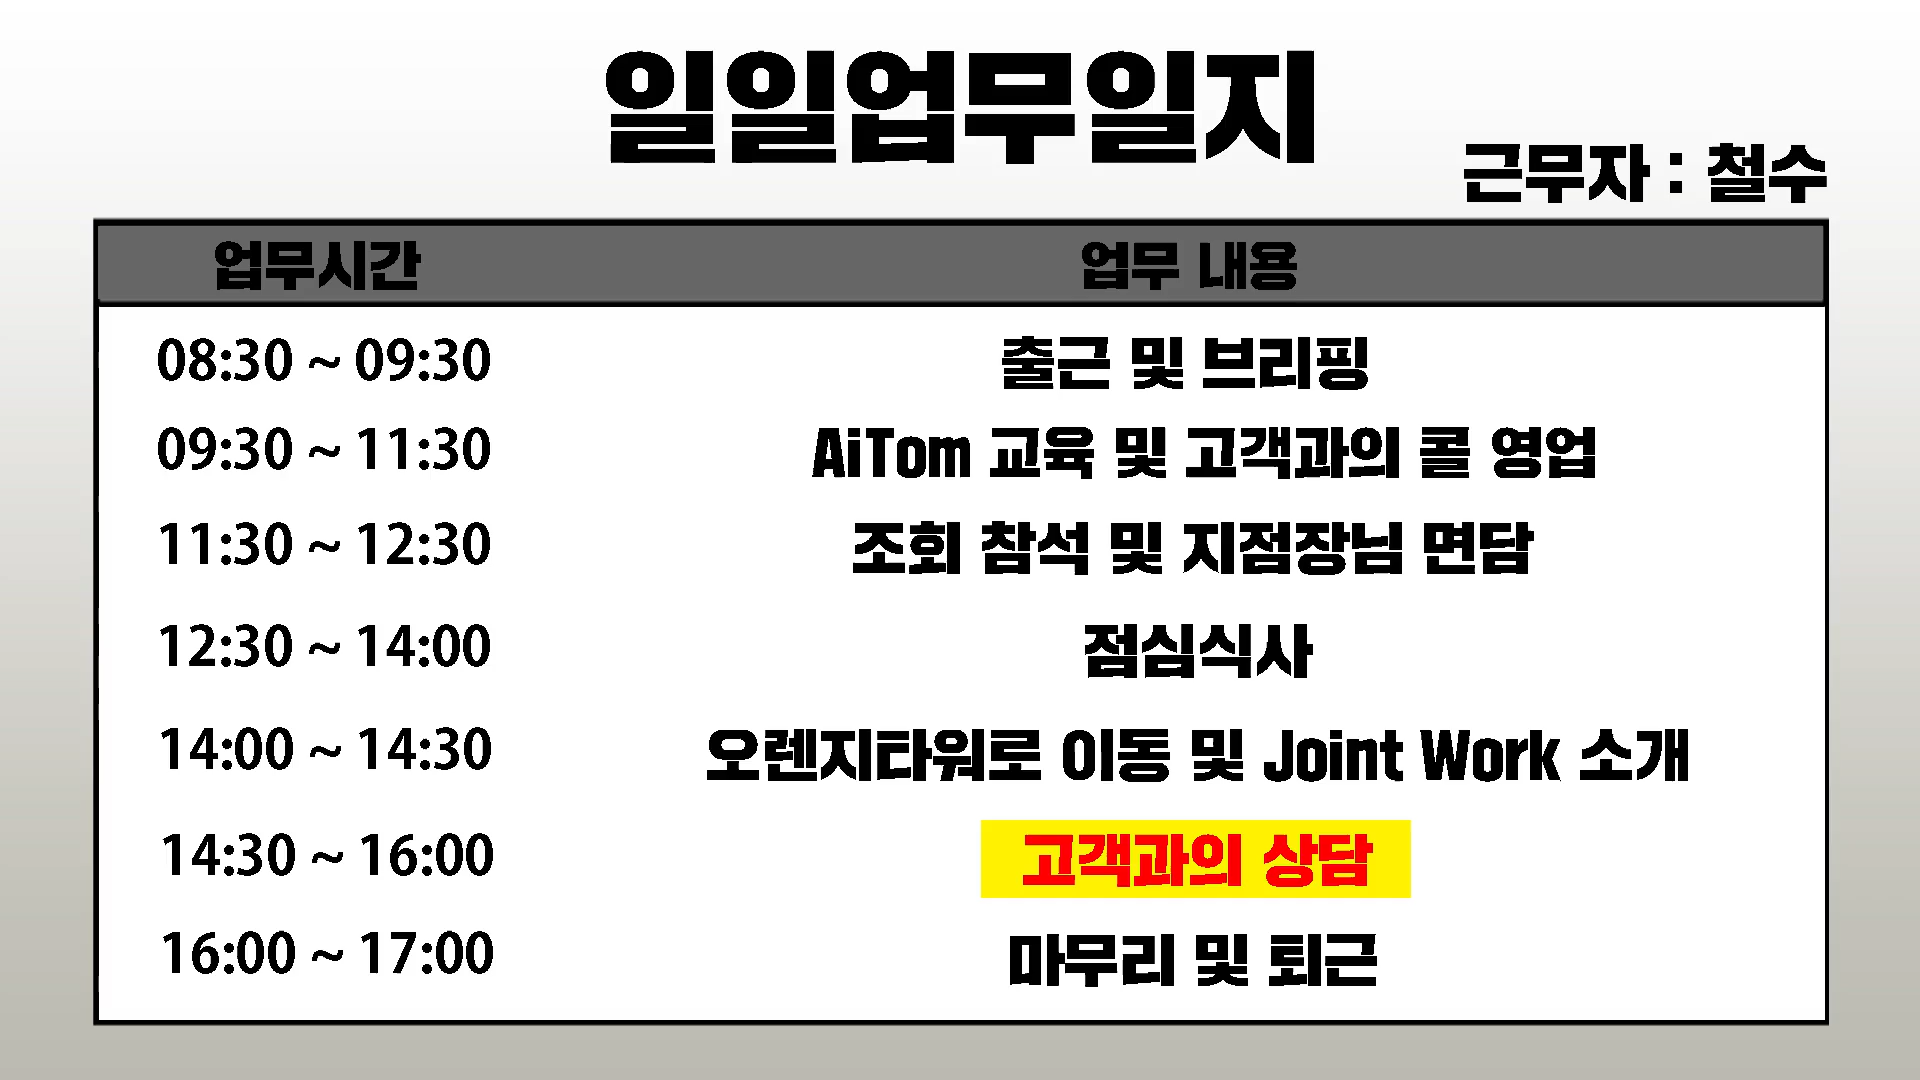 일일업무일지
근무자 : 철수
업무시간 업무 내용
08:30 ~ 09:30 출근 및 브리핑
09:30 ~ 11:30 AiTom 교육 및 고객과의 콜 영업
11:30 ~ 12:30 조회 참석 및 지점장님 면담
12:30 ~ 14:00 점심식사
14:00 ~ 14:30 오렌지타워로 이동 및 Joint Work 소개
14:30 ~ 16:00 고객과의 상담
16:00 ~ 17:00 마무리 및 퇴근